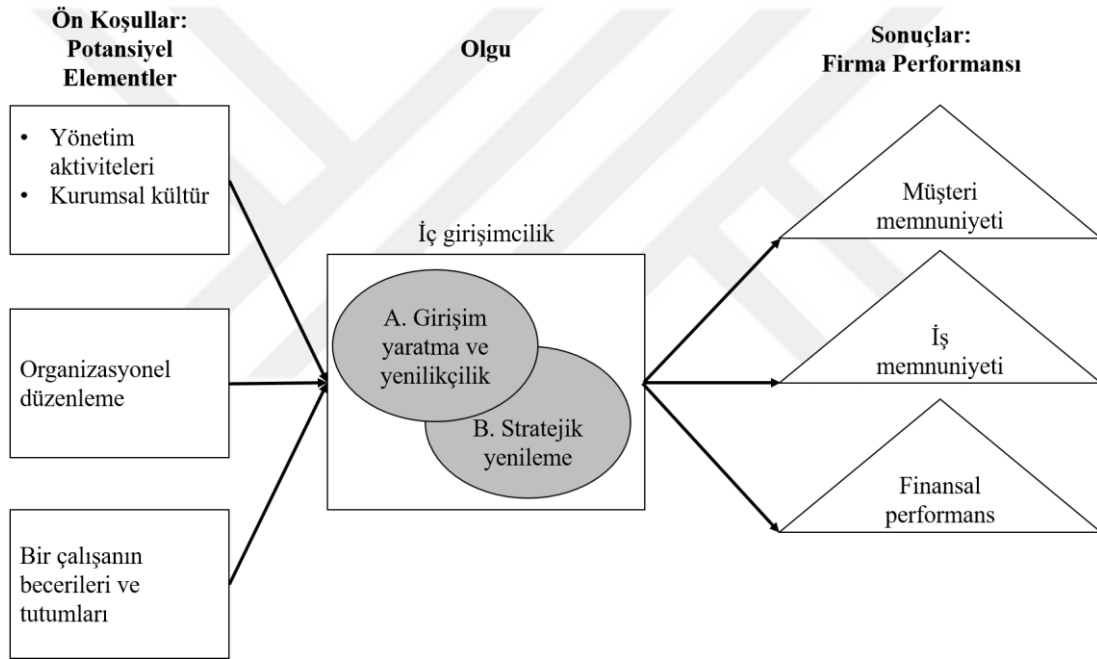 Ön Koşullar:
Potansiyel
Elementler
Olgu
Sonuçlar:
Firma Performansı
• Yönetim
aktiviteleri
• Kurumsal kültür
Organizasyonel
düzenleme
Bir çalışanın
becerileri ve
tutumları
İç girişimcilik
A. Girişim
yaratma ve
yenilikçilik
B. Stratejik
yenileme
Müşteri
memnuniyeti
İş
memnuniyeti
Finansal
performans